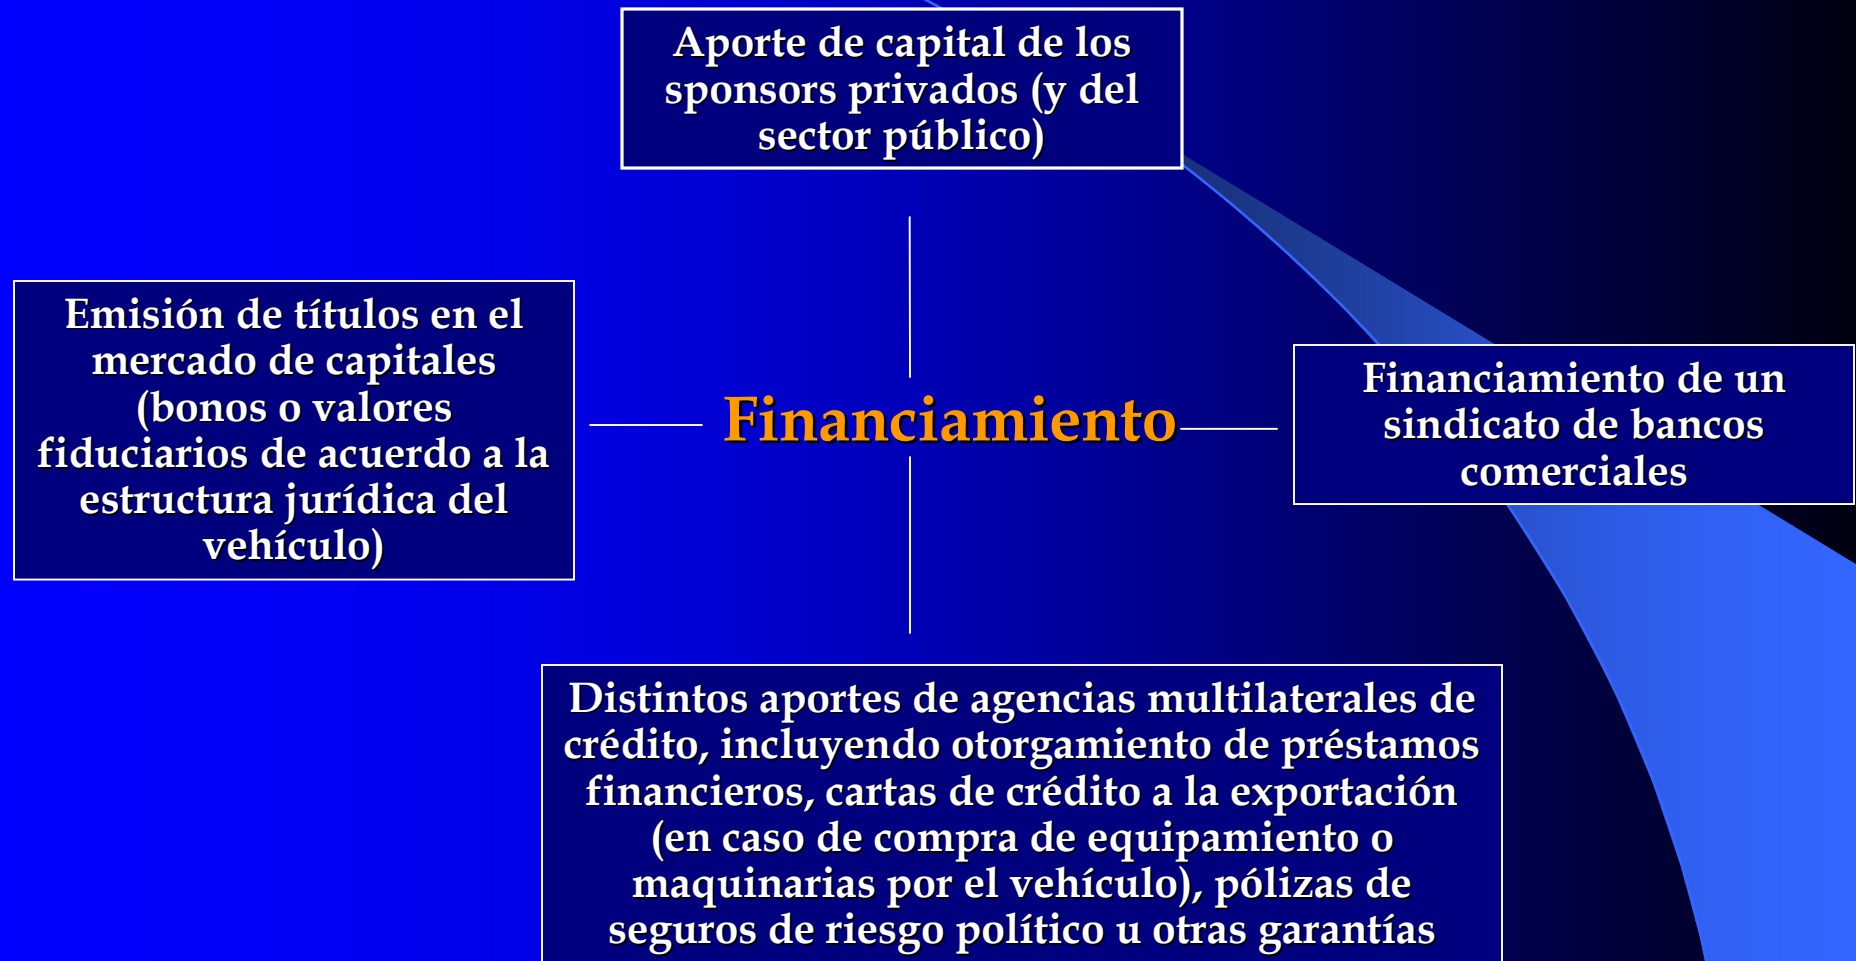 Aporte de capital de los
sponsors privados (y del
sector público)
Emisión de títulos en el
mercado de capitales
(bonos o valores
fiduciarios de acuerdo a la
estructura jurídica del
vehículo)
Financiamiento
Financiamiento de un
sindicato de bancos
comerciales
Distintos aportes de agencias multilaterales de
crédito, incluyendo otorgamiento de préstamos
financieros, cartas de crédito a la exportación
(en caso de compra de equipamiento o
maquinarias por el vehículo), pólizas de
seguros de riesgo político u otras garantías